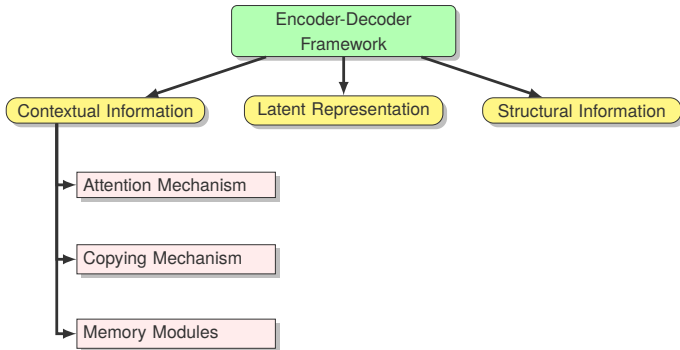 Encoder-Decoder
Framework
Contextual Information
Latent Representation
Structural Information
Attention Mechanism
Copying Mechanism
Memory Modules